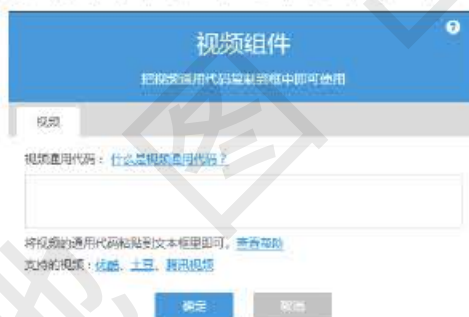 视频组件
把视频通用代码复制到框中即可使用
视频
视频通用代码： 什么是视频通用代码？
将视频的通用代码粘贴到文本框里即可，查看帮助
支持的视频：优酷、土豆、腾讯视频
确定 取消